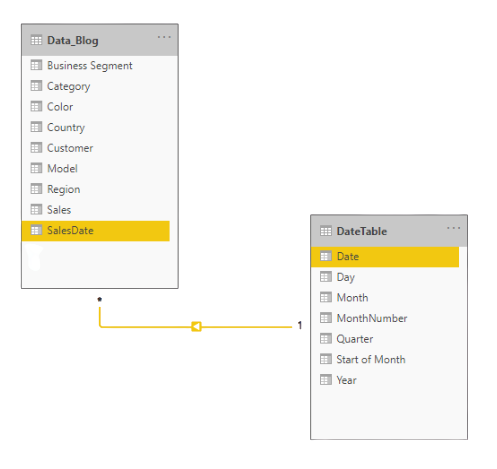 Data_Blog
Business Segment
Category
Color
Country
Customer
Model
Region
Sales
SalesDate
*
1
DateTable
Date
Day
Month
MonthNumber
Quarter
Start of Month
Year